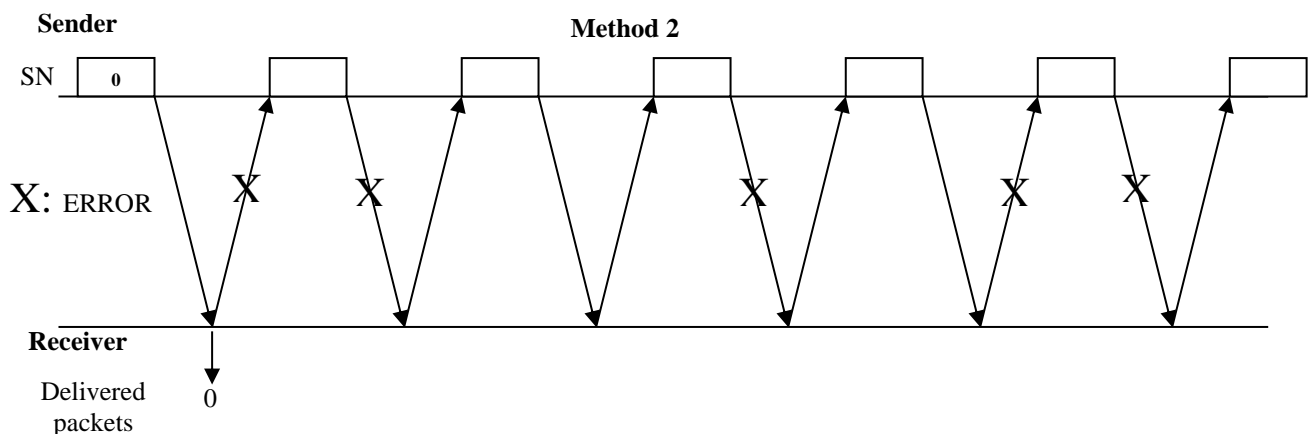 Sender
Method 2
SN
0
X
X
X
X
X
X: ERROR
Receiver
Delivered
packets
0